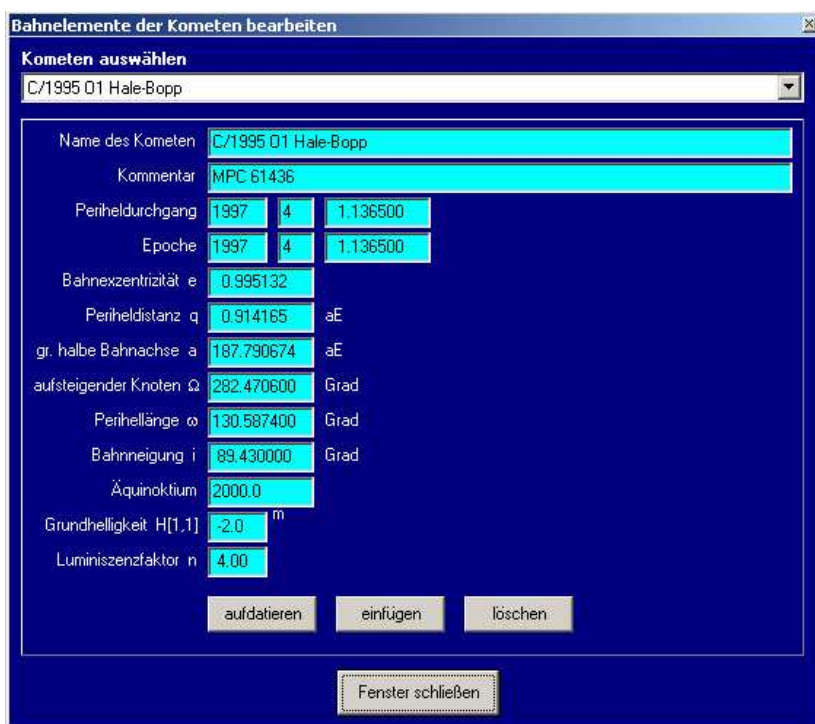 Bahnelemente der Kometen bearbeiten
Kometen auswählen
C/1995 O1 Hale-Bopp
Name des Kometen C/1995 O1 Hale-Bopp
Kommentar MPC 61436
Periheldurchgang 1997 4 1.136500
Epoche 1997 4 1.136500
Bahnexzentrizität e 0.995132
Periheldistanz q 0.914165 aE
gr. halbe Bahnachse a 187.790674 aE
aufsteigender Knoten Ω 282.470600 Grad
Perihellänge ω 130.587400 Grad
Bahnneigung i 89.430000 Grad
Äquinoktium 2000.0
Grundhelligkeit H[1,1] -2.0 m
Luminiszenzfaktor n 4.00
aufdatieren einfügen löschen
Fenster schließen